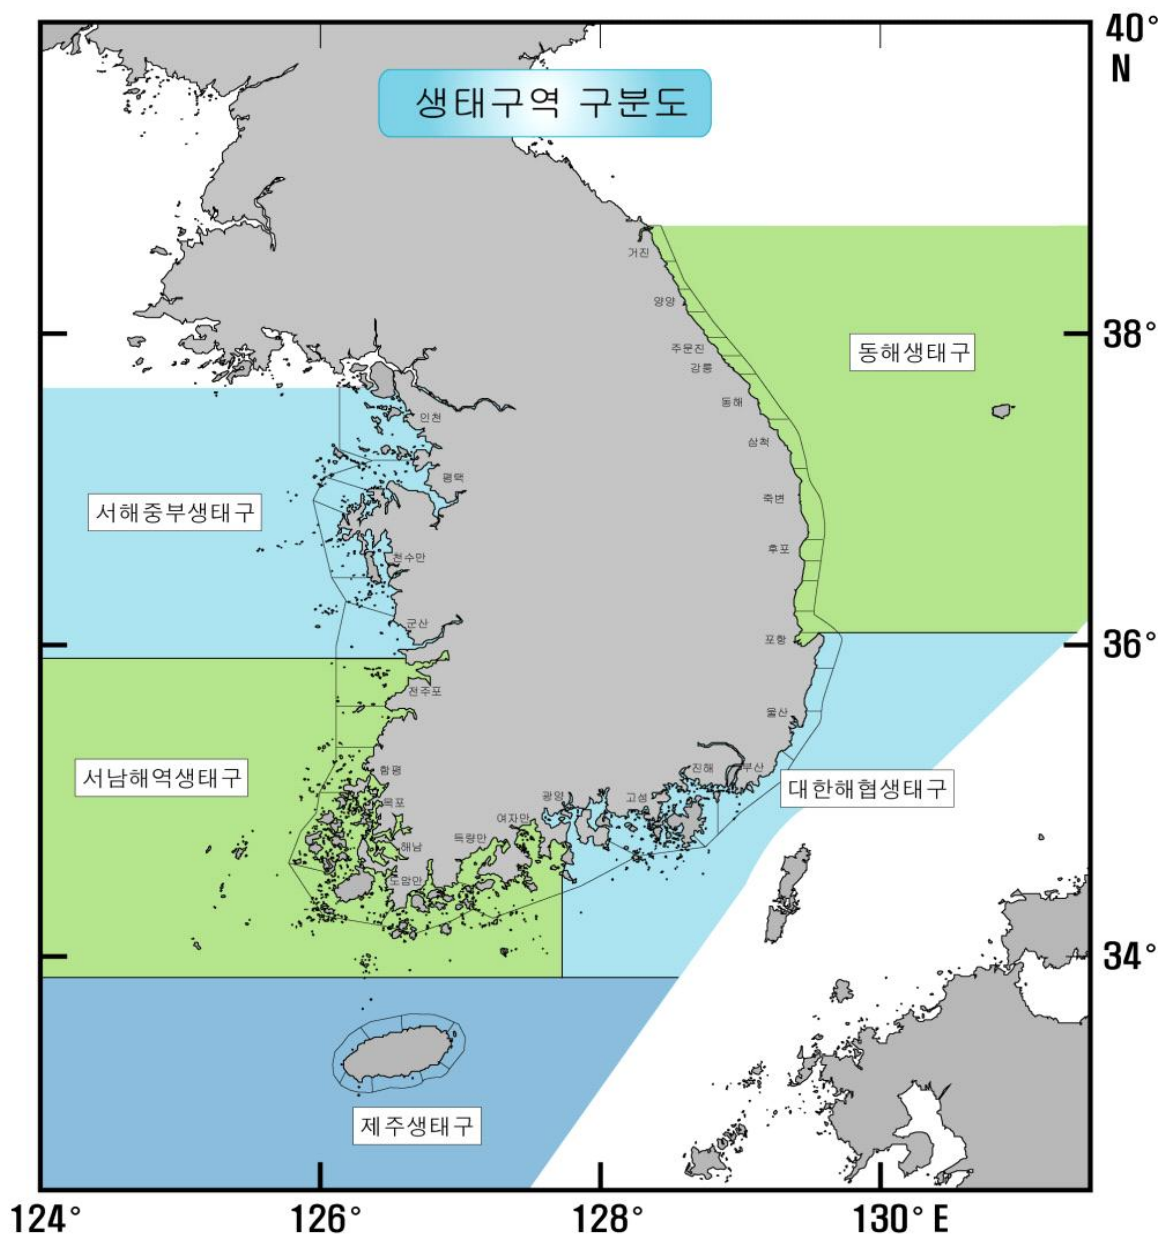 40°
N
생태구역 구분도
거진
양양
38°
주문진
동해생태구
강릉
동해
인천
삼척
평택
죽변
서해중부생태구
후포
천수만
군산
포항
36°
전주포
울산
서남해역생태구
함평
진해
부산
대한해협생태구
목포
광양
고성
여자만
득량만
해남
도암만
34°
제주생태구
124°
126°
128°
130° E